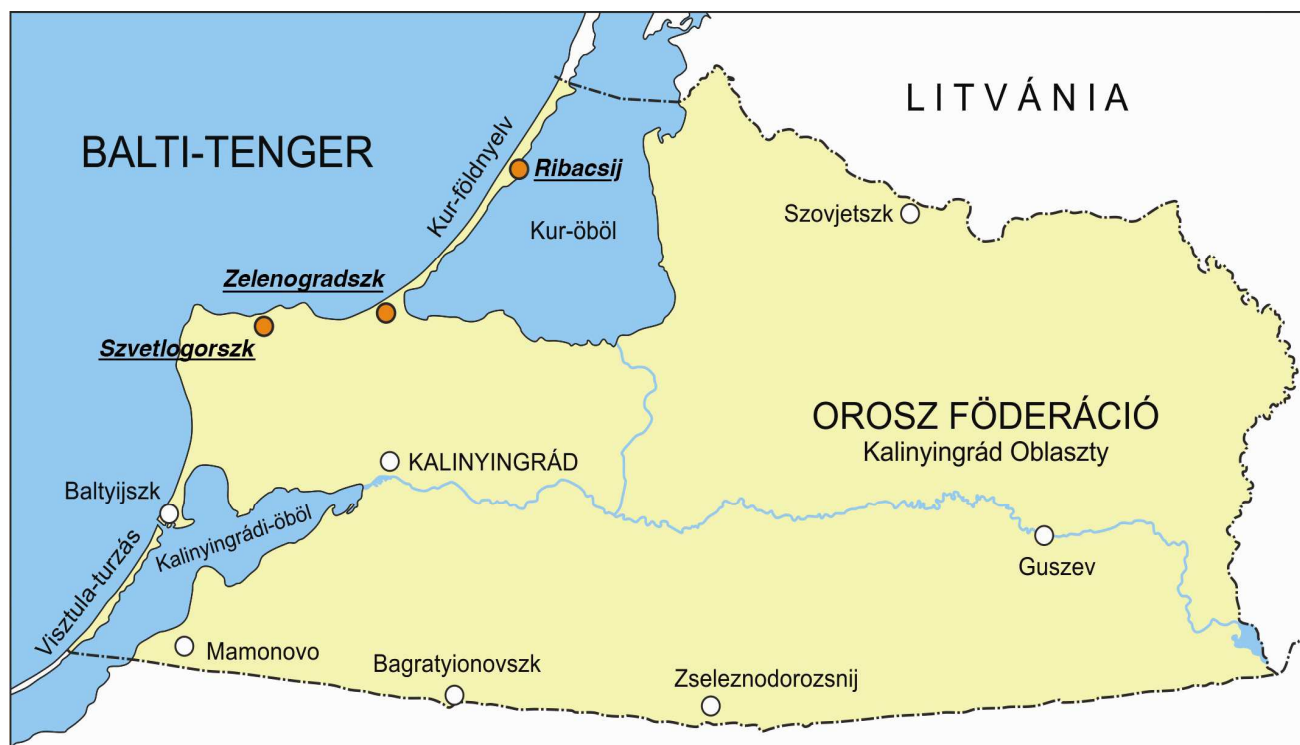 LITVÁNIA
BALTI-TENGER
Kur-földnyelv
Ribacsij
Szovjetszk
Kur-öböl
Zelenogradszk
Szvetlogorszk
OROSZ FÖDERÁCIÓ
Kalinyingrád Oblaszty
KALINYINGRÁD
Baltyijszk
Kalinyingrádi-öböl
Visztula-turzás
Guszev
Mamonovo
Bagratyionovszk
Zseleznodorozsnij